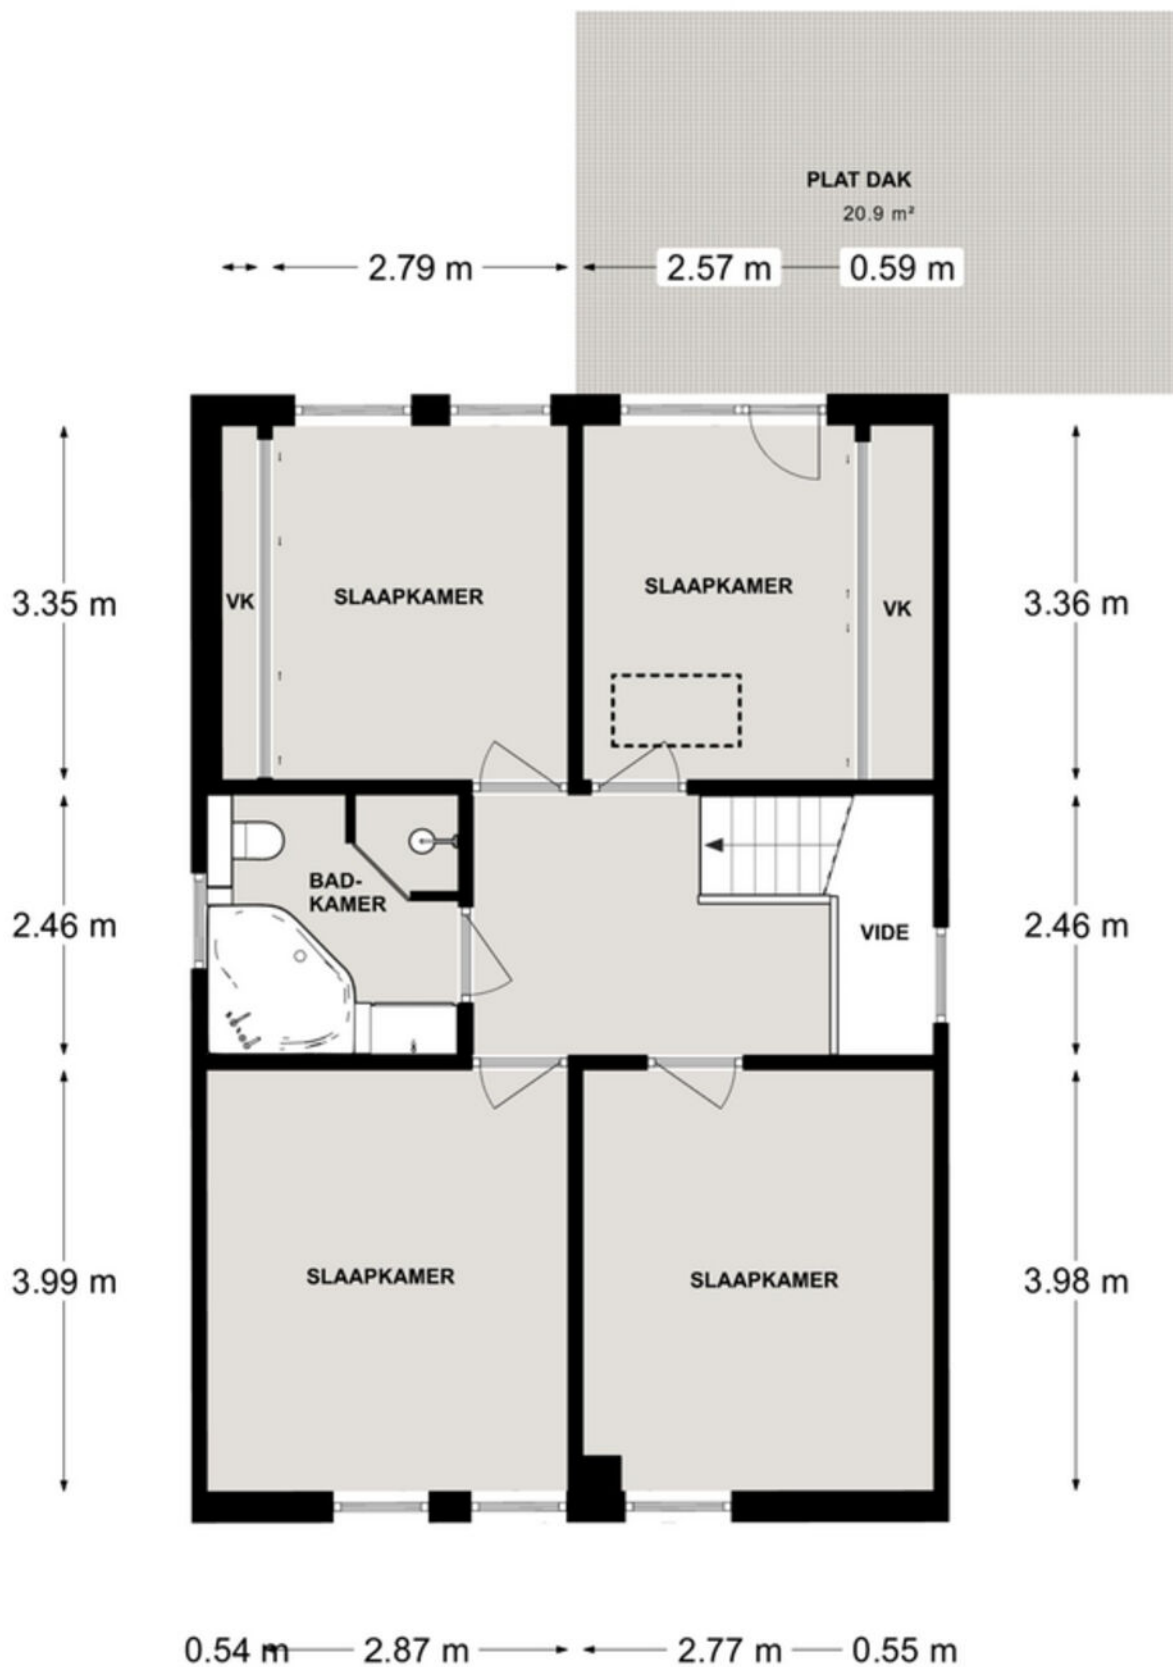 PLAT DAK
20.9 m²
2.79 m
2.57 m
0.59 m
3.35 m
VK
SLAAPKAMER
SLAAPKAMER
VK
3.36 m
2.46 m
BAD-
KAMER
VIDE
2.46 m
3.99 m
SLAAPKAMER
SLAAPKAMER
3.98 m
0.54 m
2.87 m
2.77 m
0.55 m